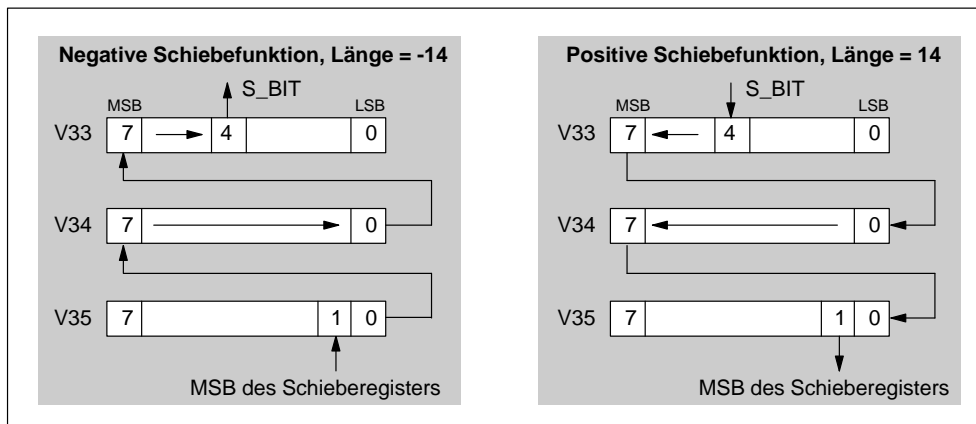 Negative Schiebefunktion, Länge = -14
S_BIT
MSB
LSB
V33 7 4 0
V34 7 0
V35 7 1 0
MSB des Schieberegisters
Positive Schiebefunktion, Länge = 14
S_BIT
MSB
LSB
V33 7 4 0
V34 7 0
V35 7 1 0
MSB des Schieberegisters